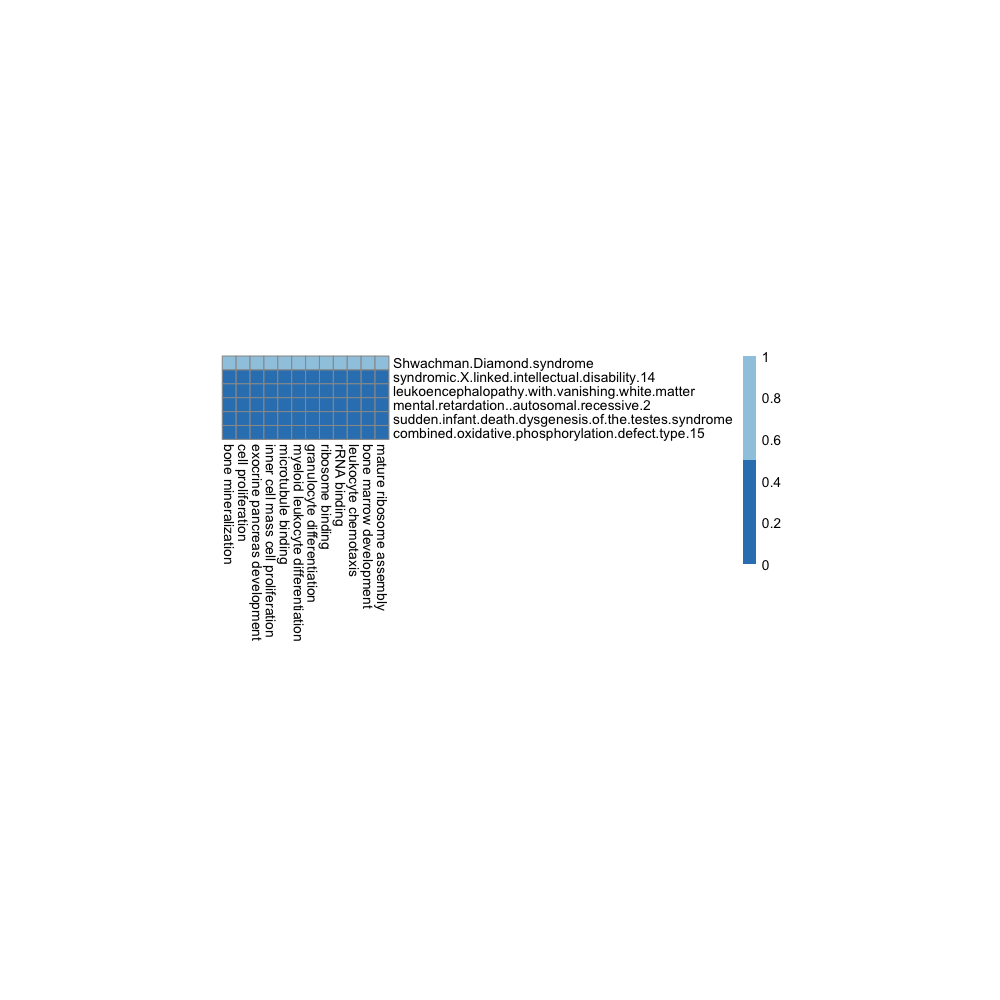 Shwachman.Diamond.syndrome
syndromic.X.linked.intellectual.disability.14
leukoencephalopathy.with.vanishing.white.matter
mental.retardation..autosomal.recessive.2
sudden.infant.death.dysgenesis.of.the.testes.syndrome
combined.oxidative.phosphorylation.defect.type.15
bone mineralization
cell proliferation
exocrine pancreas development
inner cell mass cell proliferation
microtubule binding
myeloid leukocyte differentiation
granulocyte differentiation
ribosome binding
rRNA binding
leukocyte chemotaxis
bone marrow development
mature ribosome assembly
1
0.8
0.6
0.4
0.2
0